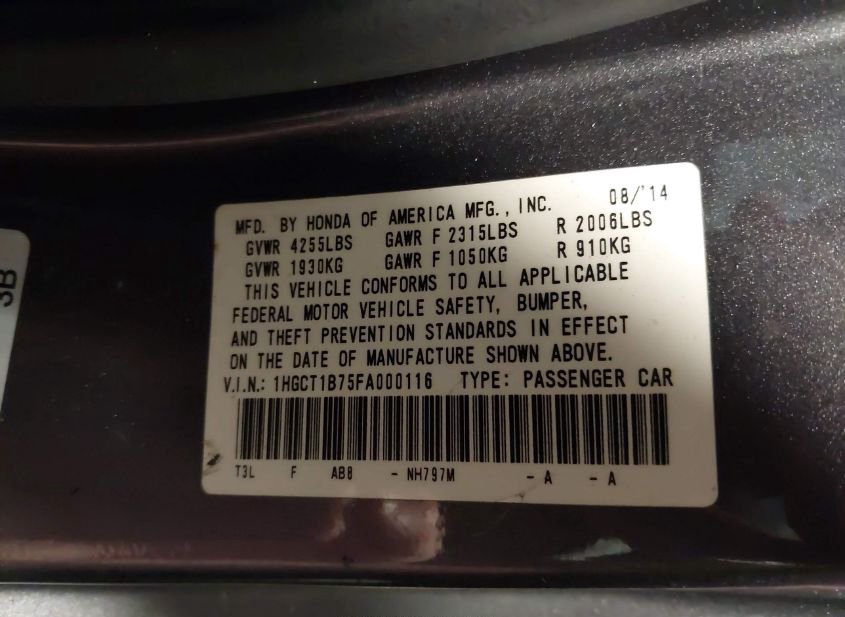 MFD. BY HONDA OF AMERICA MFG., INC. 08/'14
GVWR 4255LBS GAWR F 2315LBS R 2006LBS
GVWR 1930KG GAWR F 1050KG R 910KG
THIS VEHICLE CONFORMS TO ALL APPLICABLE
FEDERAL MOTOR VEHICLE SAFETY, BUMPER,
AND THEFT PREVENTION STANDARDS IN EFFECT
ON THE DATE OF MANUFACTURE SHOWN ABOVE.
V.I.N.: 1HGCT1B75FA000116 TYPE: PASSENGER CAR
T3L F AB8 - NH797M - A - A
3B